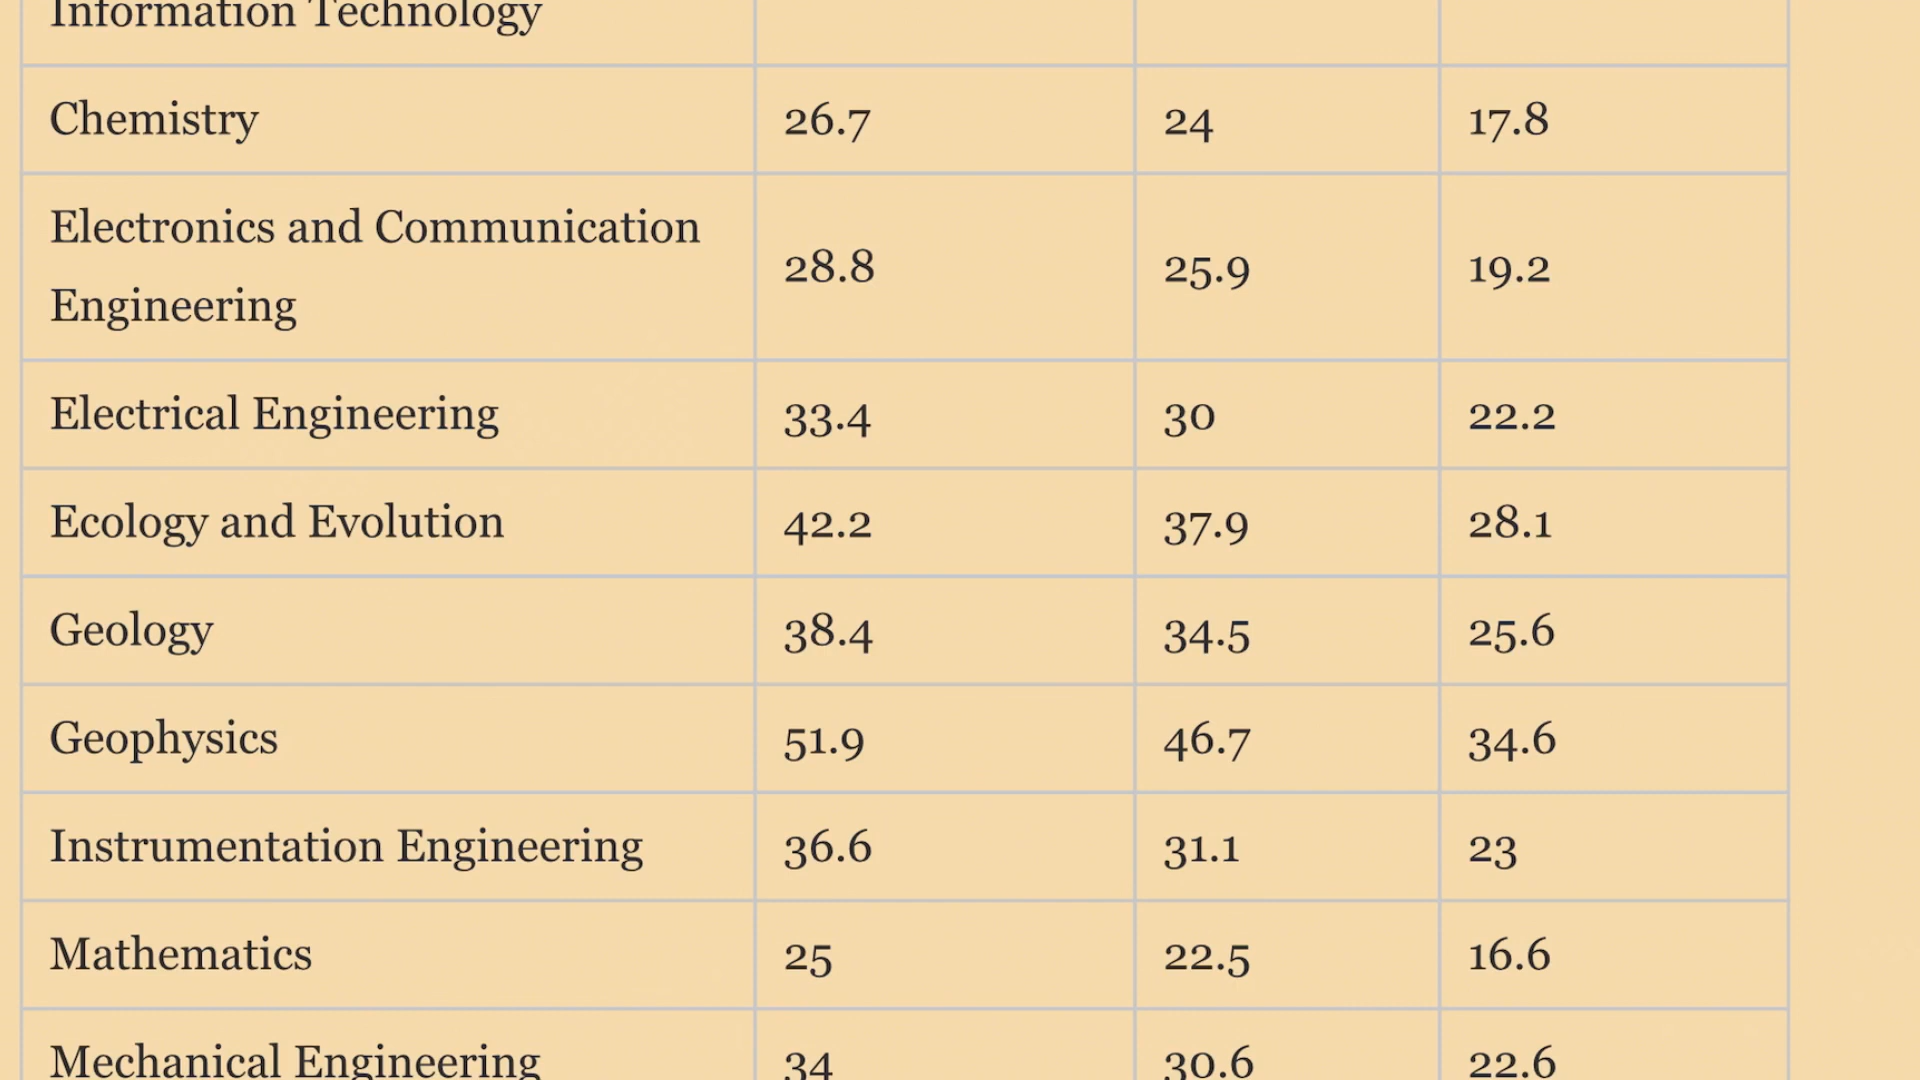 Information Technology
Chemistry 26.7 24 17.8
Electronics and Communication
Engineering 28.8 25.9 19.2
Electrical Engineering 33.4 30 22.2
Ecology and Evolution 42.2 37.9 28.1
Geology 38.4 34.5 25.6
Geophysics 51.9 46.7 34.6
Instrumentation Engineering 36.6 31.1 23
Mathematics 25 22.5 16.6
Mechanical Engineering 34 30.6 22.6